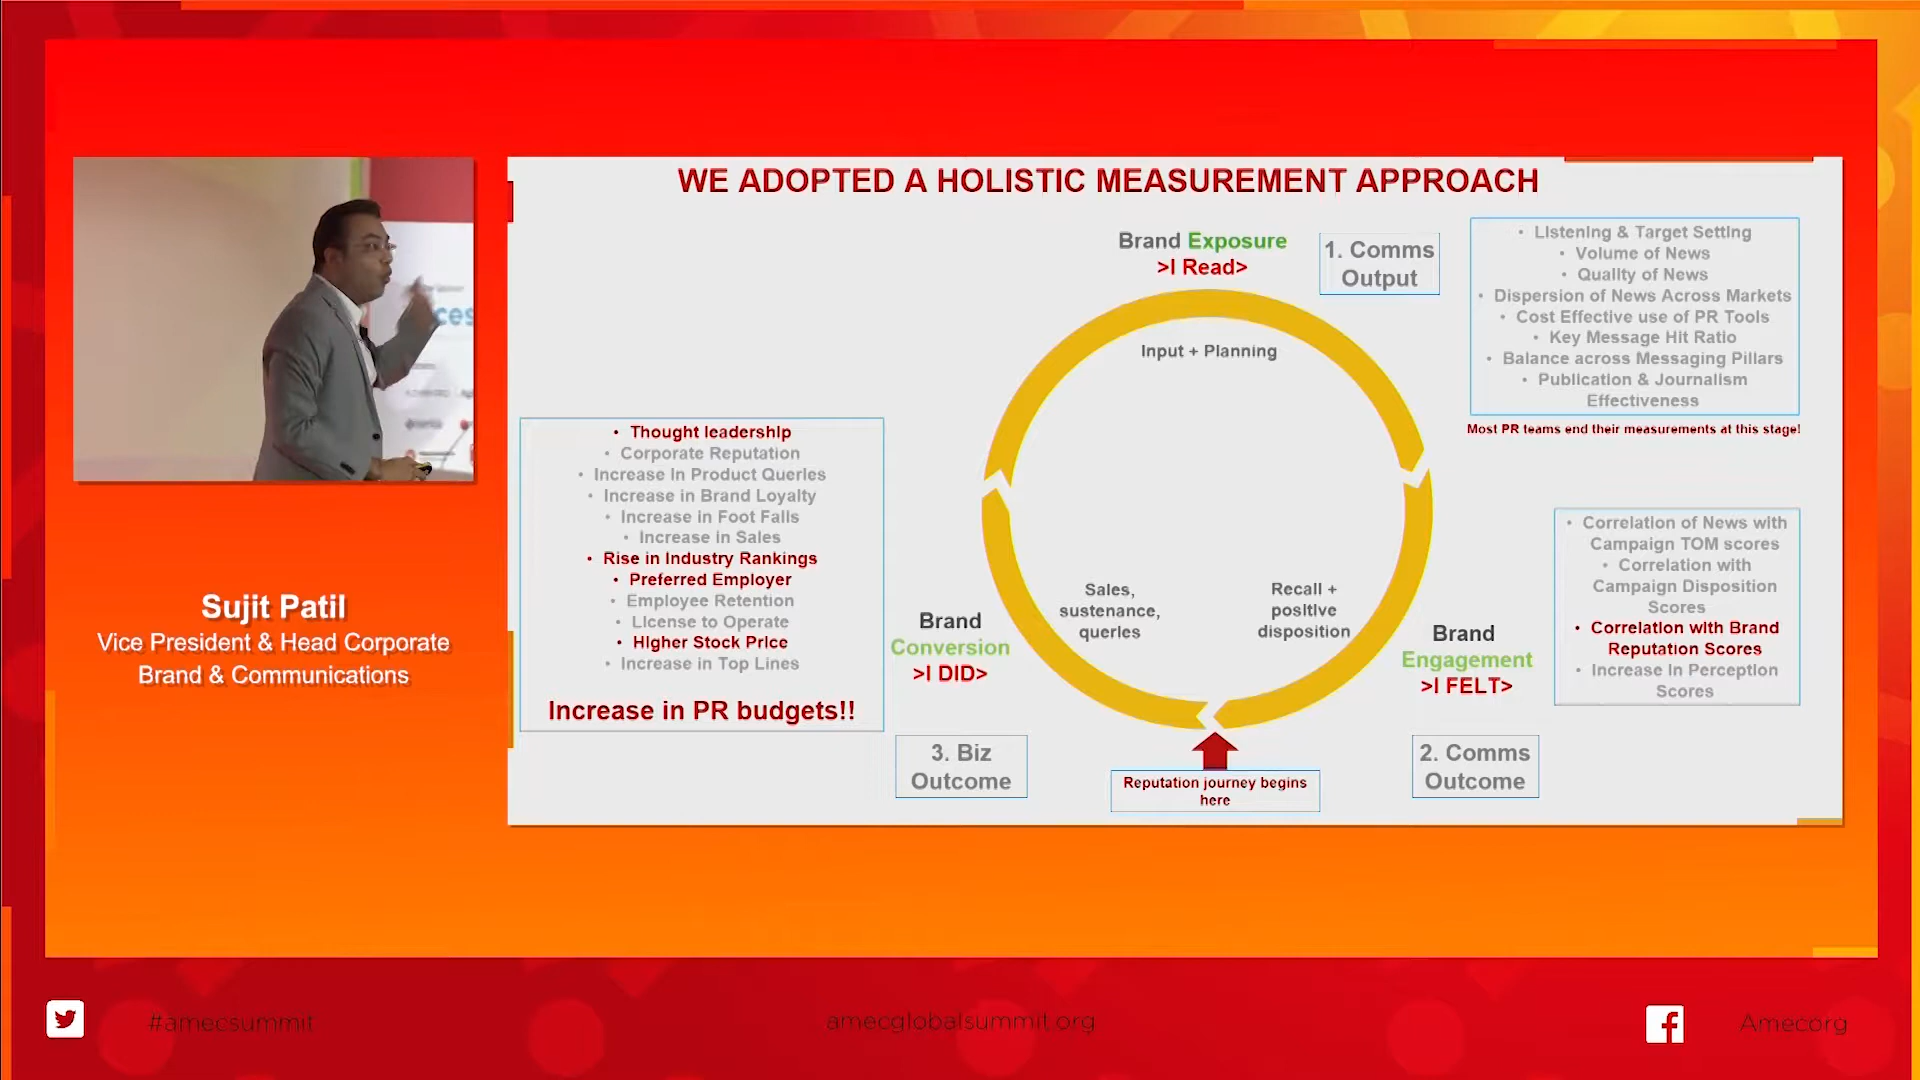 WE ADOPTED A HOLISTIC MEASUREMENT APPROACH
Brand Exposure
>I Read>
1. Comms
Output
• Listening & Target Setting
• Volume of News
• Quality of News
• Dispersion of News Across Markets
• Cost Effective use of PR Tools
• Key Message Hit Ratio
• Balance across Messaging Pillars
• Publication & Journalism
Effectiveness
Most PR teams end their measurements at this stage!
Input + Planning
• Thought leadership
• Corporate Reputation
• Increase in Product Queries
• Increase in Brand Loyalty
• Increase in Foot Falls
• Increase in Sales
• Rise in Industry Rankings
• Preferred Employer
• Employee Retention
• License to Operate
• Higher Stock Price
• Increase in Top Lines
Increase in PR budgets!!
Sales,
sustenance,
queries
Recall +
positive
disposition
Brand
Conversion
>I DID>
Brand
Engagement
>I FELT>
• Correlation of News with
Campaign TOM scores
• Correlation with
Campaign Disposition
Scores
• Correlation with Brand
Reputation Scores
• Increase in Perception
Scores
3. Biz
Outcome
Reputation journey begins
here
2. Comms
Outcome
Sujit Patil
Vice President & Head Corporate
Brand & Communications
#amecsummit
amecglobalsummit.org
Amecorg